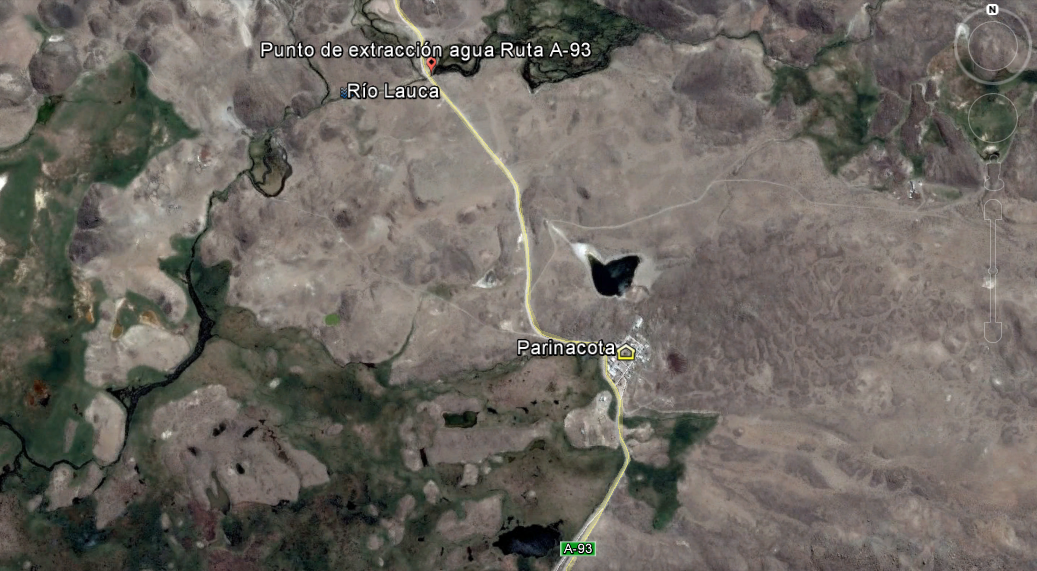 N
Punto de extracción agua Ruta A-93
Río Lauca
Parinacota
A-93